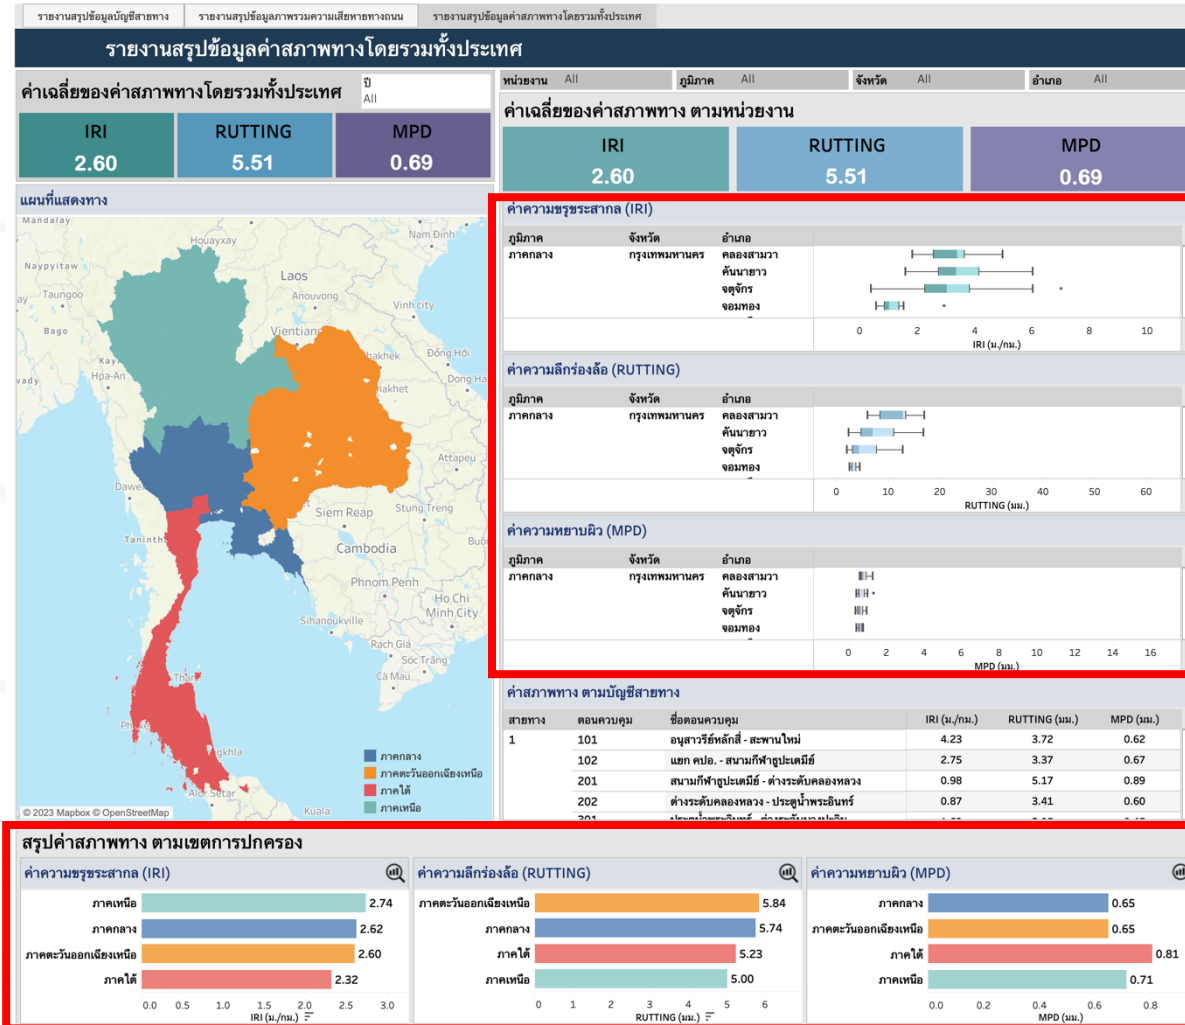 รายงานสรุปข้อมูลบัญชีสายทาง รายงานสรุปข้อมูลภาพรวมความเสียหายทางถนน รายงานสรุปข้อมูลค่าสภาพทางโดยรวมทั้งประเทศ
รายงานสรุปข้อมูลค่าสภาพทางโดยรวมทั้งประเทศ
ค่าเฉลี่ยของค่าสภาพทางโดยรวมทั้งประเทศ
ปี
All
IRI RUTTING MPD
2.60 5.51 0.69
แผนที่แสดงทาง
Mandalay
Houayxay
Nam Định
Naypyitaw
Laos
Taungoo
Anouvong
Vinh city
Bago
Vientiane
Đồng Hới
Hpa-An
Dong Ha
Attapeu
Dawei
Siem Reap
Stung Treng
Cambodia
Phnom Penh
Ho Chi
Minh City
Sihanoukville
Rach Giá
Sóc Trăng
Cà Mau
Alor Setar
Kuala
ภาคกลาง
ภาคตะวันออกเฉียงเหนือ
ภาคใต้
ภาคเหนือ
© 2023 Mapbox © OpenStreetMap
หน่วยงาน All ภูมิภาค All จังหวัด All อำเภอ All
ค่าเฉลี่ยของค่าสภาพทาง ตามหน่วยงาน
IRI RUTTING MPD
2.60 5.51 0.69
ค่าความขรุขระสากล (IRI)
ภูมิภาค จังหวัด อำเภอ
ภาคกลาง กรุงเทพมหานคร คลองสามวา
คันนายาว
จตุจักร
จอมทอง
0 2 4 6 8 10
IRI (ม./กม.)
ค่าความลึกร่องล้อ (RUTTING)
ภูมิภาค จังหวัด อำเภอ
ภาคกลาง กรุงเทพมหานคร คลองสามวา
คันนายาว
จตุจักร
จอมทอง
0 10 20 30 40 50 60
RUTTING (มม.)
ค่าความหยาบผิว (MPD)
ภูมิภาค จังหวัด อำเภอ
ภาคกลาง กรุงเทพมหานคร คลองสามวา
คันนายาว
จตุจักร
จอมทอง
0 2 4 6 8 10 12 14 16
MPD (มม.)
ค่าสภาพทาง ตามบัญชีสายทาง
สายทาง ตอนควบคุม ชื่อตอนควบคุม IRI (ม./กม.) RUTTING (มม.) MPD (มม.)
1 101 อนุสาวรีย์หลักสี่ - สะพานใหม่ 4.23 3.72 0.62
102 แยก คปอ. - สนามกีฬาธูปะเตมีย์ 2.75 3.37 0.67
201 สนามกีฬาธูปะเตมีย์ - ต่างระดับคลองหลวง 0.98 5.17 0.89
202 ต่างระดับคลองหลวง - ประตูน้ำพระอินทร์ 0.87 3.41 0.60
สรุปค่าสภาพทาง ตามเขตการปกครอง
ค่าความขรุขระสากล (IRI)
ภาคเหนือ 2.74
ภาคกลาง 2.62
ภาคตะวันออกเฉียงเหนือ 2.60
ภาคใต้ 2.32
0.0 0.5 1.0 1.5 2.0 2.5 3.0
IRI (ม./กม.)
ค่าความลึกร่องล้อ (RUTTING)
ภาคตะวันออกเฉียงเหนือ 5.84
ภาคกลาง 5.74
ภาคใต้ 5.23
ภาคเหนือ 5.00
0 1 2 3 4 5 6
RUTTING (มม.)
ค่าความหยาบผิว (MPD)
ภาคกลาง 0.65
ภาคตะวันออกเฉียงเหนือ 0.65
ภาคใต้ 0.81
ภาคเหนือ 0.71
0.0 0.2 0.4 0.6 0.8
MPD (มม.)